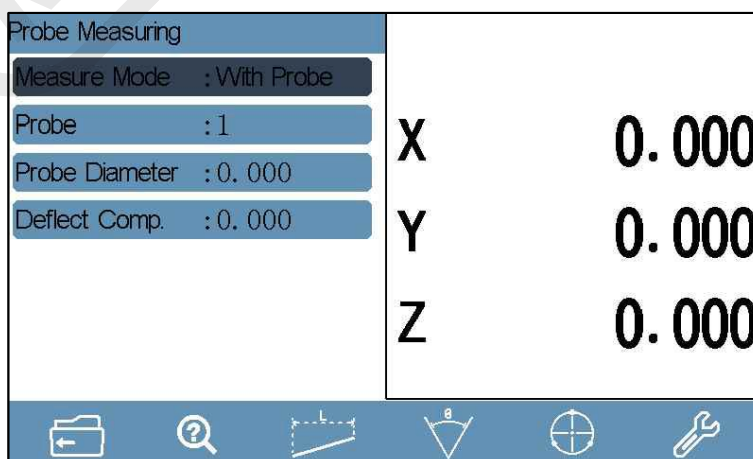 Probe Measuring
Measure Mode : With Probe
Probe : 1
Probe Diameter : 0.000
Deflect Comp. : 0.000
X 0.000
Y 0.000
Z 0.000
? L θ